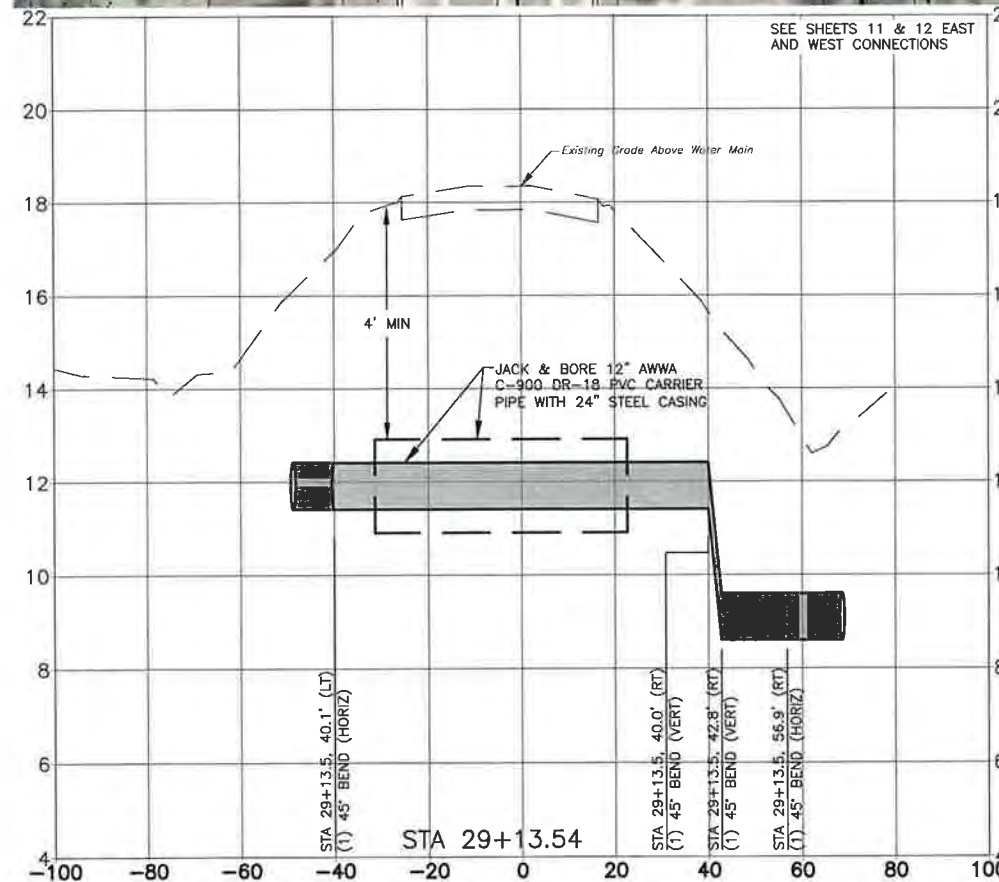 SEE SHEETS 11 & 12 EAST
AND WEST CONNECTIONS
22
20
18
16
14
12
10
8
6
4
Existing Grade Above Water Main
4' MIN
JACK & BORE 12" AWWA
C-900 DR-18 PVC CARRIER
PIPE WITH 24" STEEL CASING
STA 29+13.5, 40.1' (LT)
(1) 45° BEND (HORIZ)
STA 29+13.5, 40.0' (RT)
(1) 45° BEND (VERT)
STA 29+13.5, 42.8' (RT)
(1) 45° BEND (VERT)
STA 29+13.5, 56.9' (RT)
(1) 45° BEND (HORIZ)
STA 29+13.54
-100 -80 -60 -40 -20 0 20 40 60 80